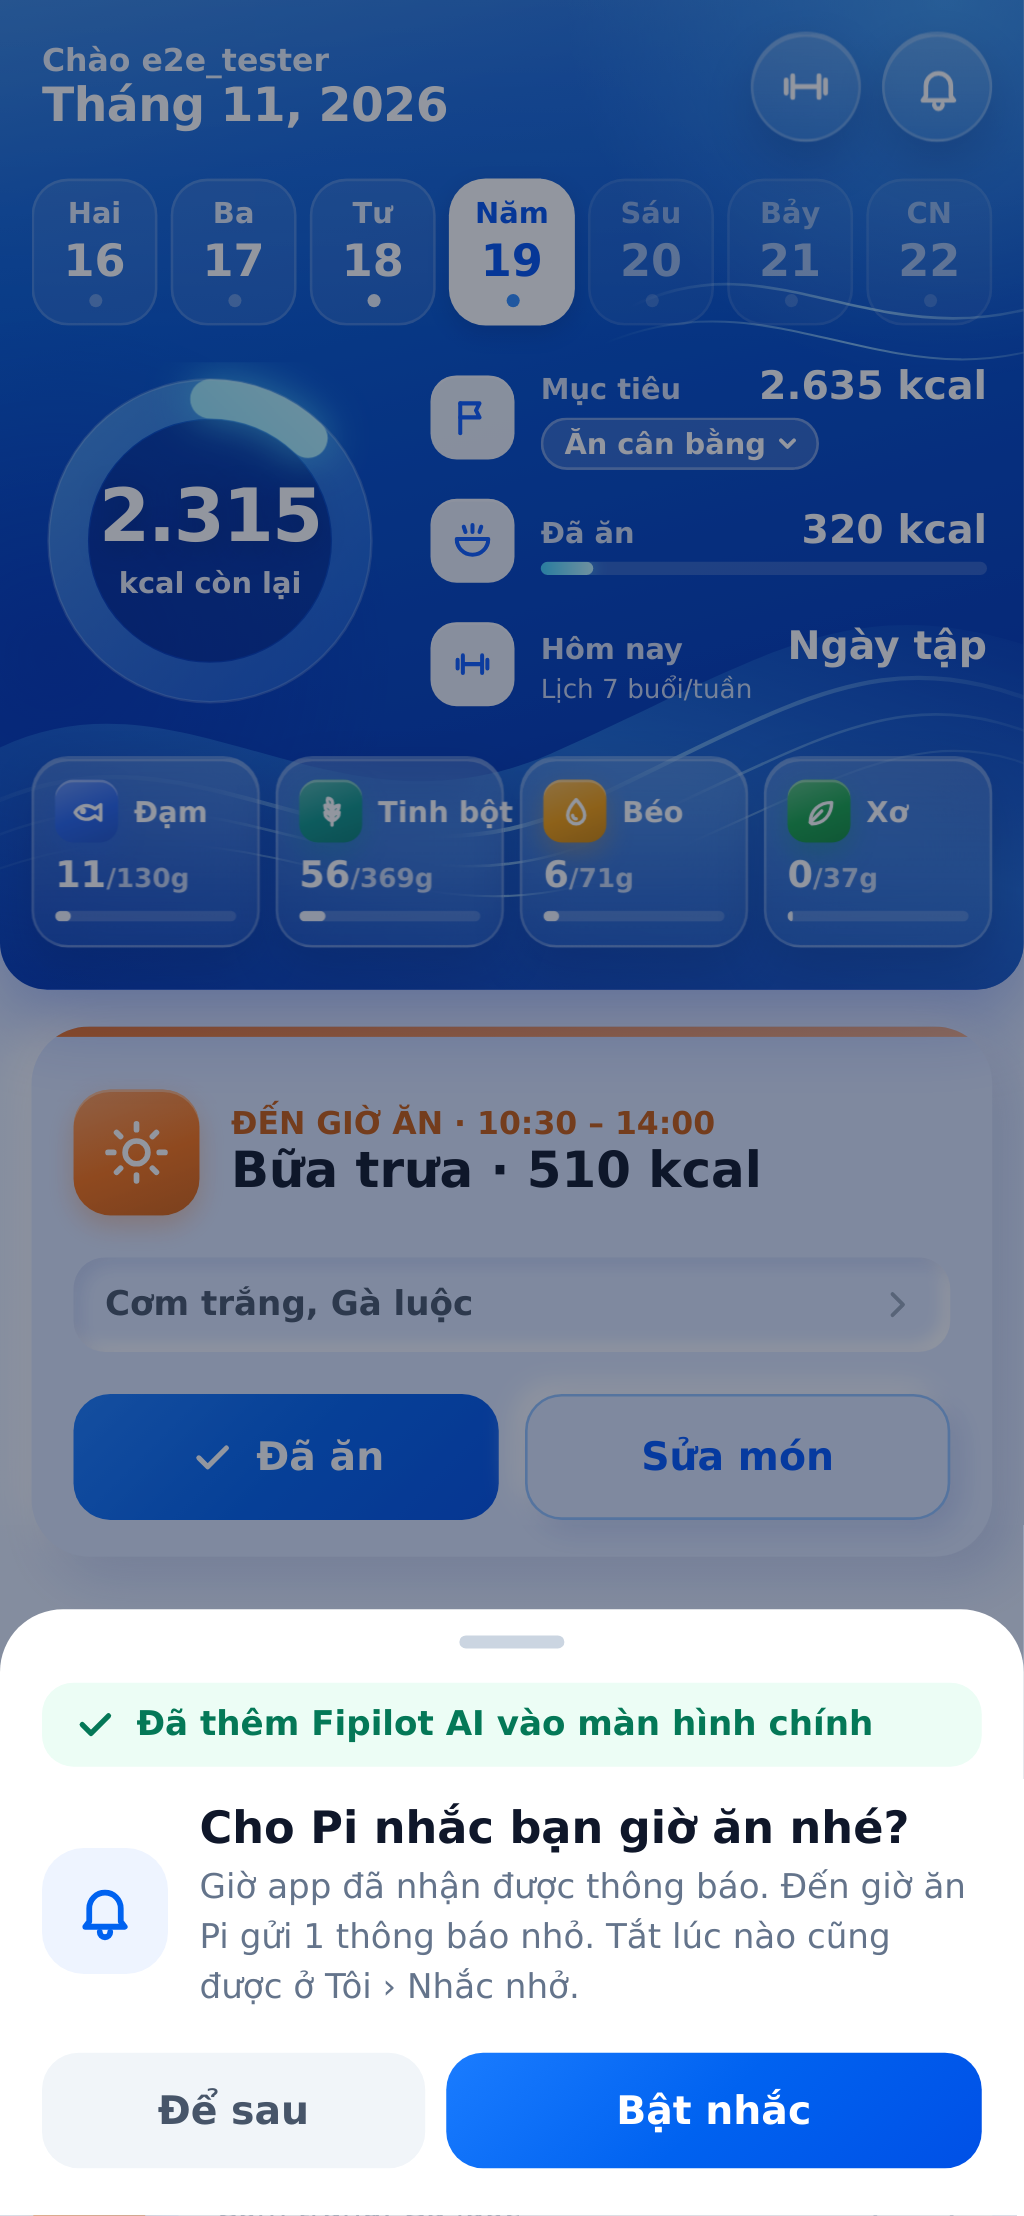 Chào e2e_tester
Tháng 11, 2026
Hai
16
Ba
17
Tư
18
Năm
19
Sáu
20
Bảy
21
CN
22
2.315
kcal còn lại
Mục tiêu
2.635 kcal
Ăn cân bằng
Đã ăn
320 kcal
Hôm nay
Ngày tập
Lịch 7 buổi/tuần
Đạm
11/130g
Tinh bột
56/369g
Béo
6/71g
Xơ
0/37g
ĐẾN GIỜ ĂN · 10:30 – 14:00
Bữa trưa · 510 kcal
Cơm trắng, Gà luộc
Đã ăn
Sửa món
Đã thêm Fipilot AI vào màn hình chính
Cho Pi nhắc bạn giờ ăn nhé?
Giờ app đã nhận được thông báo. Đến giờ ăn
Pi gửi 1 thông báo nhỏ. Tắt lúc nào cũng
được ở Tôi › Nhắc nhở.
Để sau
Bật nhắc